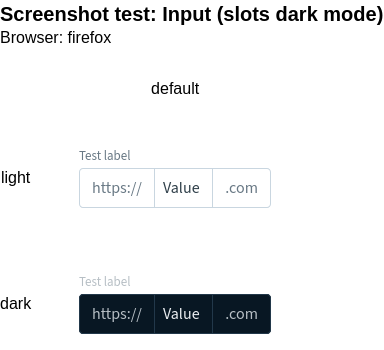 Screenshot test: Input (slots dark mode)
Browser: firefox
default
Test label
light
https:// Value .com
Test label
dark
https:// Value .com